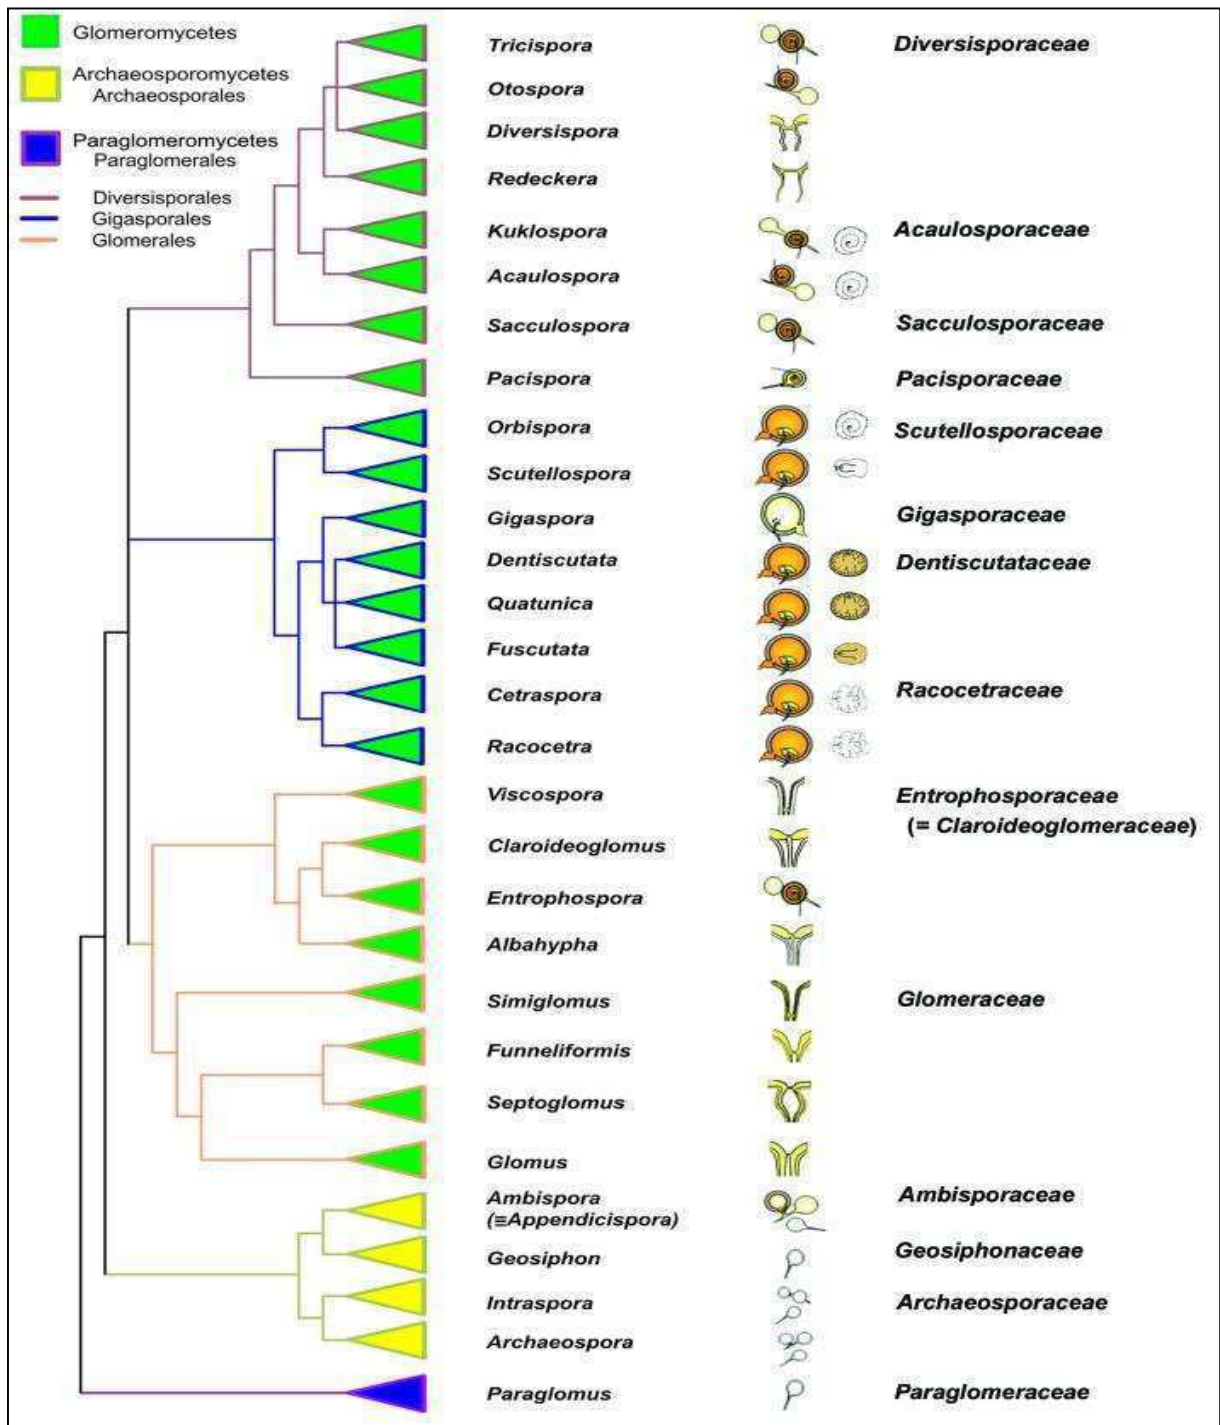 Glomeromycetes
Archaeosporomycetes
Archaeosporales
Paraglomeromycetes
Paraglomerales
Diversisporales
Gigasporales
Glomerales
Tricispora
Diversisporaceae
Otospora
Diversispora
Redeckera
Kuklospora
Acaulosporaceae
Acaulospora
Sacculospora
Sacculosporaceae
Pacispora
Pacisporaceae
Orbispora
Scutellosporaceae
Scutellospora
Gigaspora
Gigasporaceae
Dentiscutata
Dentiscutataceae
Quatunica
Fuscutata
Cetraspora
Racocetraceae
Racocetra
Viscospora
Entrophosporaceae
(= Claroideoglomeraceae)
Claroideoglomus
Entrophospora
Albahypha
Simiglomus
Glomeraceae
Funneliformis
Septoglomus
Glomus
Ambispora
(≡Appendicispora)
Ambisporaceae
Geosiphon
Geosiphonaceae
Intraspora
Archaeosporaceae
Archaeospora
Paraglomus
Paraglomeraceae